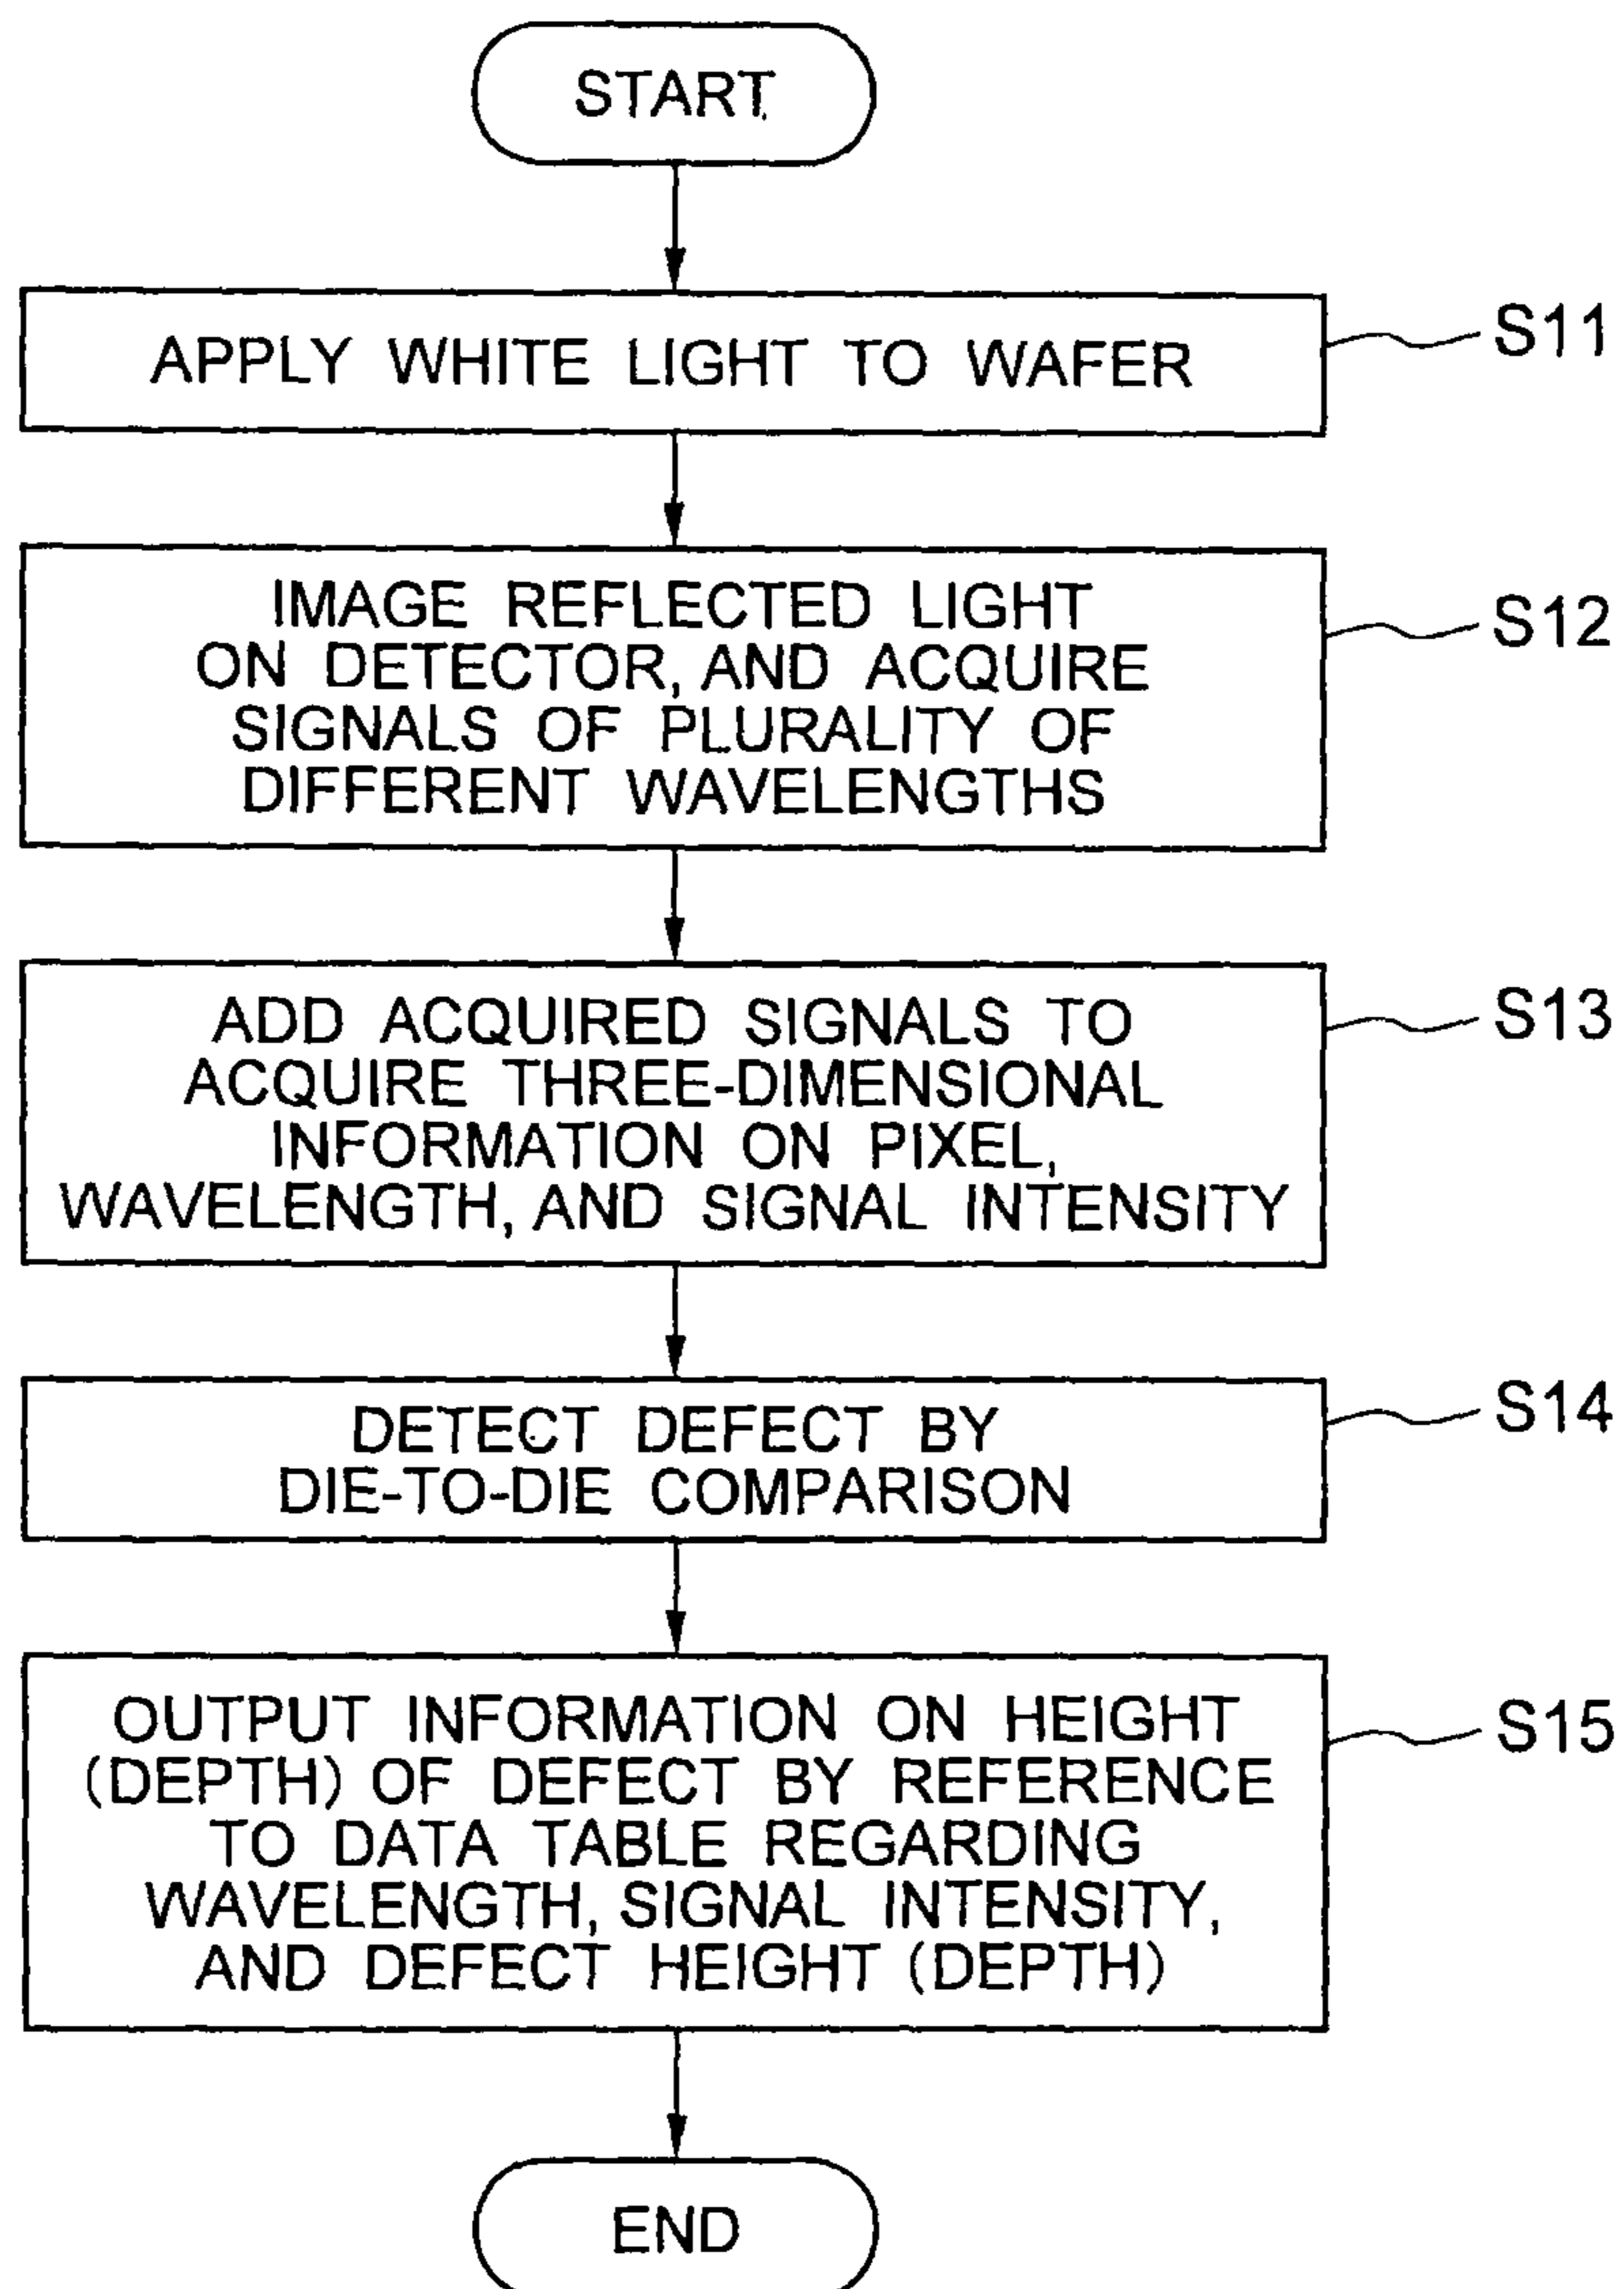 START
APPLY WHITE LIGHT TO WAFER
S11
IMAGE REFLECTED LIGHT
ON DETECTOR, AND ACQUIRE
SIGNALS OF PLURALITY OF
DIFFERENT WAVELENGTHS
S12
ADD ACQUIRED SIGNALS TO
ACQUIRE THREE-DIMENSIONAL
INFORMATION ON PIXEL,
WAVELENGTH, AND SIGNAL INTENSITY
S13
DETECT DEFECT BY
DIE-TO-DIE COMPARISON
S14
OUTPUT INFORMATION ON HEIGHT
(DEPTH) OF DEFECT BY REFERENCE
TO DATA TABLE REGARDING
WAVELENGTH, SIGNAL INTENSITY,
AND DEFECT HEIGHT (DEPTH)
S15
END